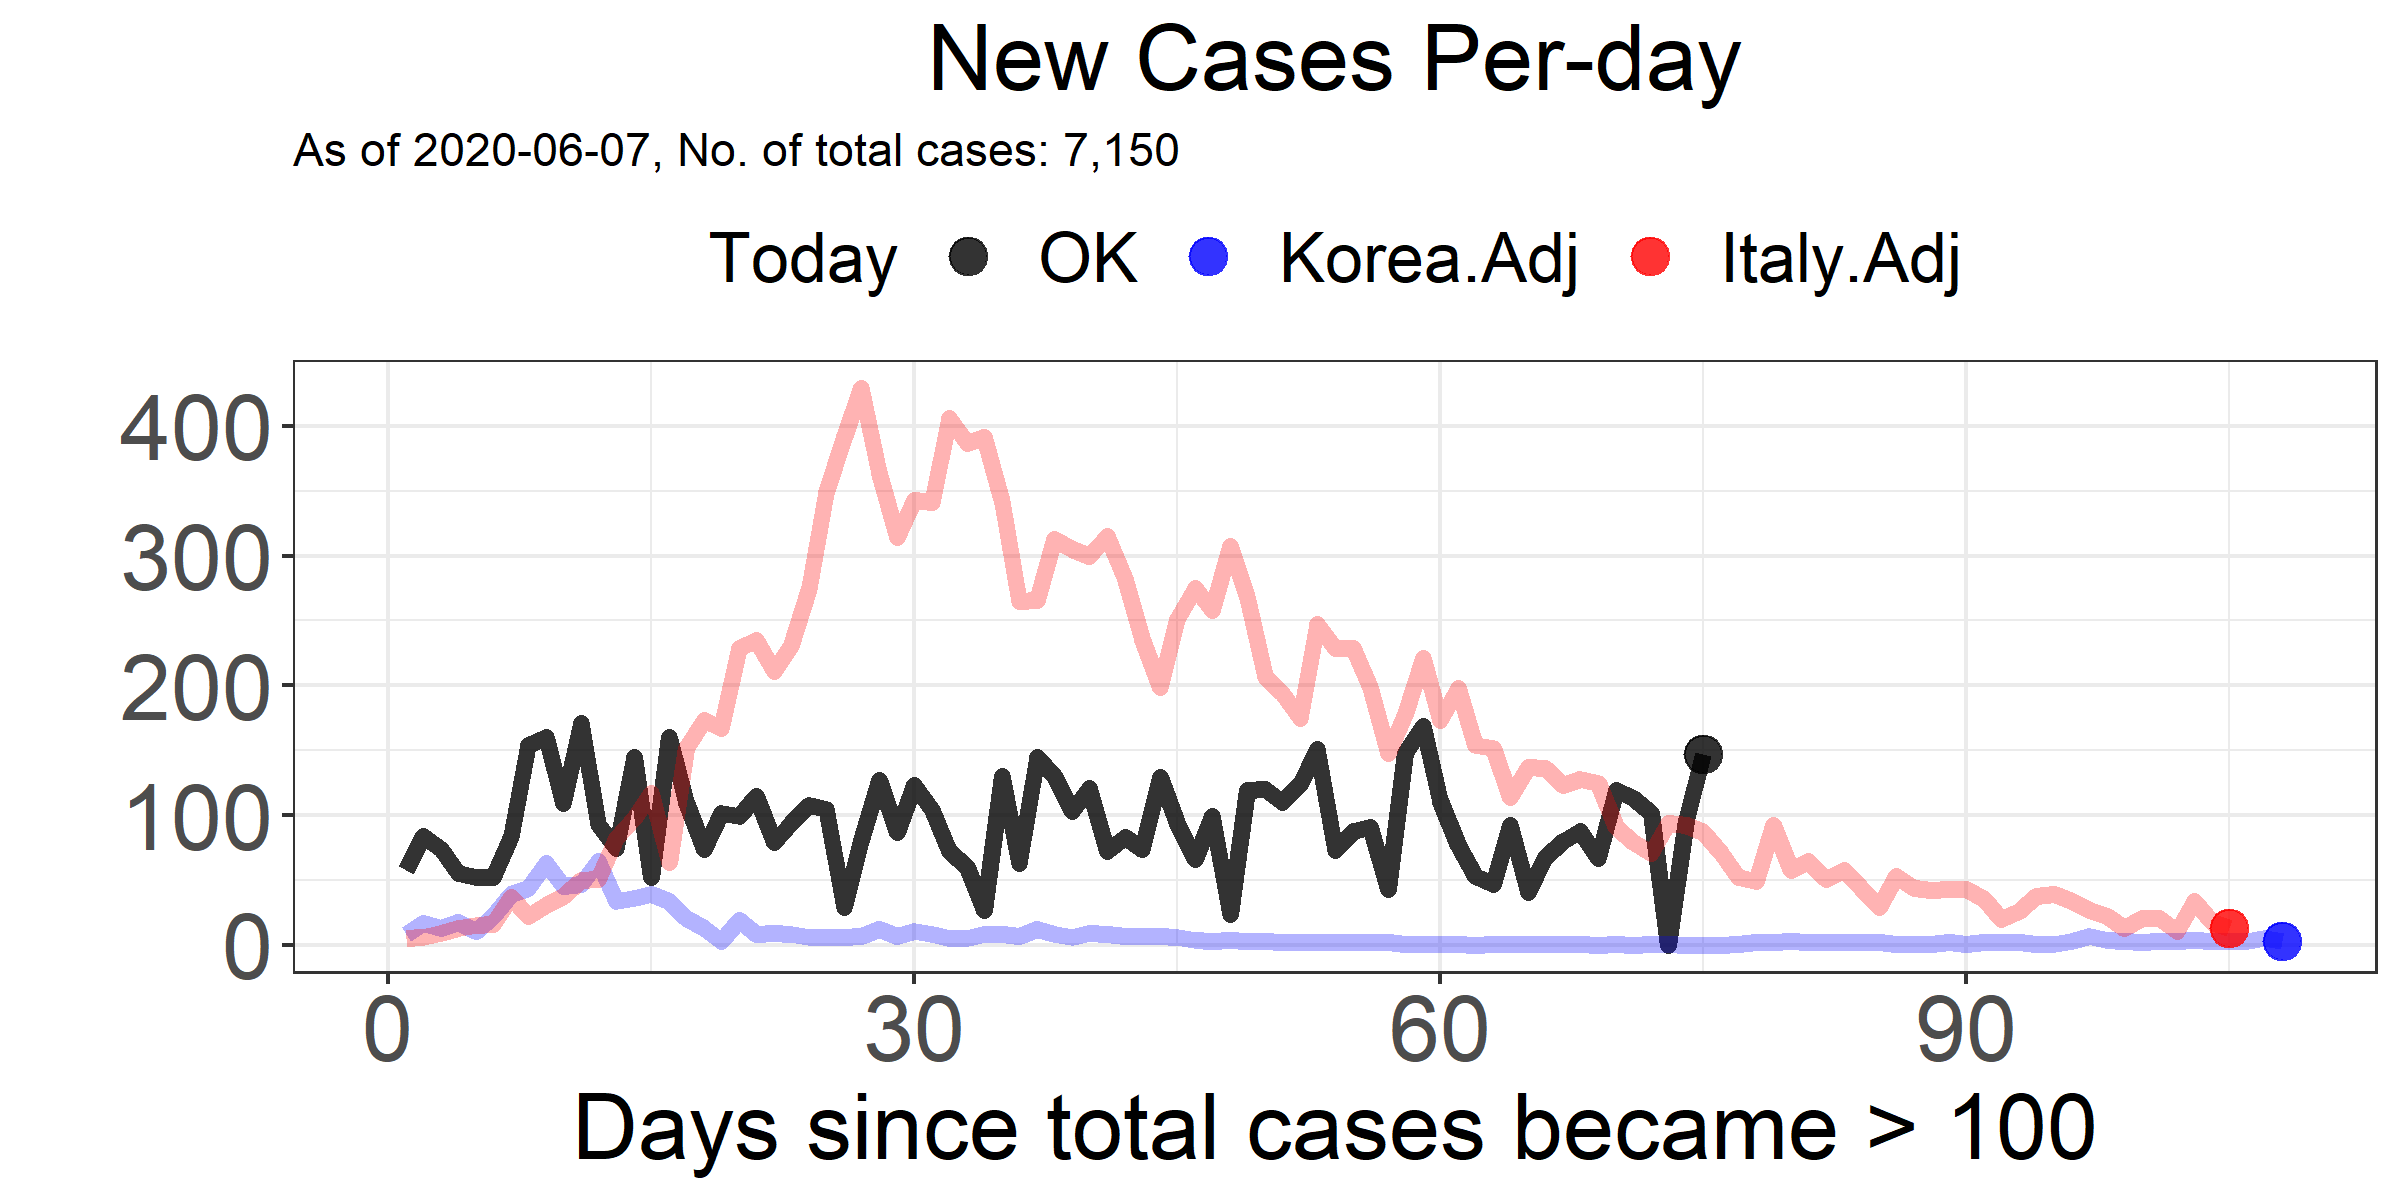 New Cases Per-day
As of 2020-06-07, No. of total cases: 7,150
Today OK Korea.Adj Italy.Adj
400
300
200
100
0
0 30 60 90
Days since total cases became > 100